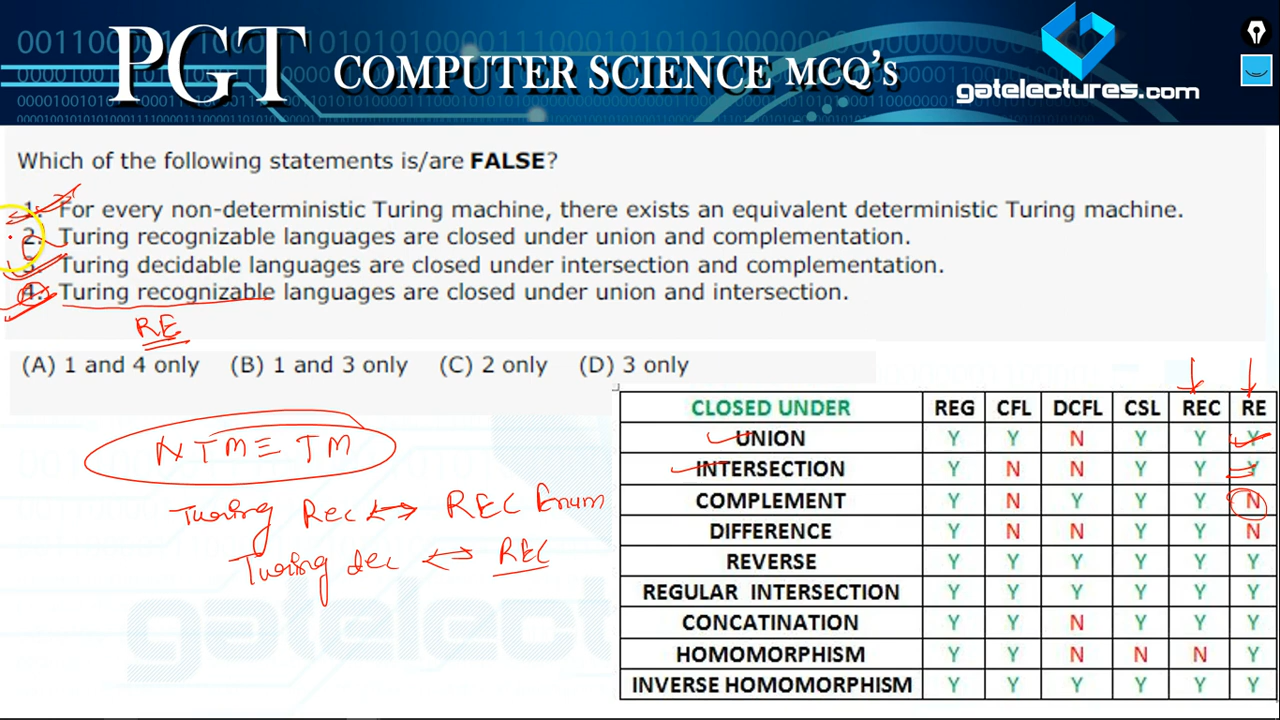 PGT COMPUTER SCIENCE MCQ's
gatelectures.com
Which of the following statements is/are FALSE?
1. For every non-deterministic Turing machine, there exists an equivalent deterministic Turing machine.
2. Turing recognizable languages are closed under union and complementation.
3. Turing decidable languages are closed under intersection and complementation.
4. Turing recognizable languages are closed under union and intersection.
RE
(A) 1 and 4 only (B) 1 and 3 only (C) 2 only (D) 3 only
NTM ≡ TM
Turing Rec ↔ REC Enum
Turing dec ↔ REC
CLOSED UNDER REG CFL DCFL CSL REC RE
UNION Y Y N Y Y Y
INTERSECTION Y N N Y Y Y
COMPLEMENT Y N Y Y Y N
DIFFERENCE Y N N Y Y N
REVERSE Y Y Y Y Y Y
REGULAR INTERSECTION Y Y Y Y Y Y
CONCATINATION Y Y N Y Y Y
HOMOMORPHISM Y Y N N N Y
INVERSE HOMOMORPHISM Y Y Y Y Y Y